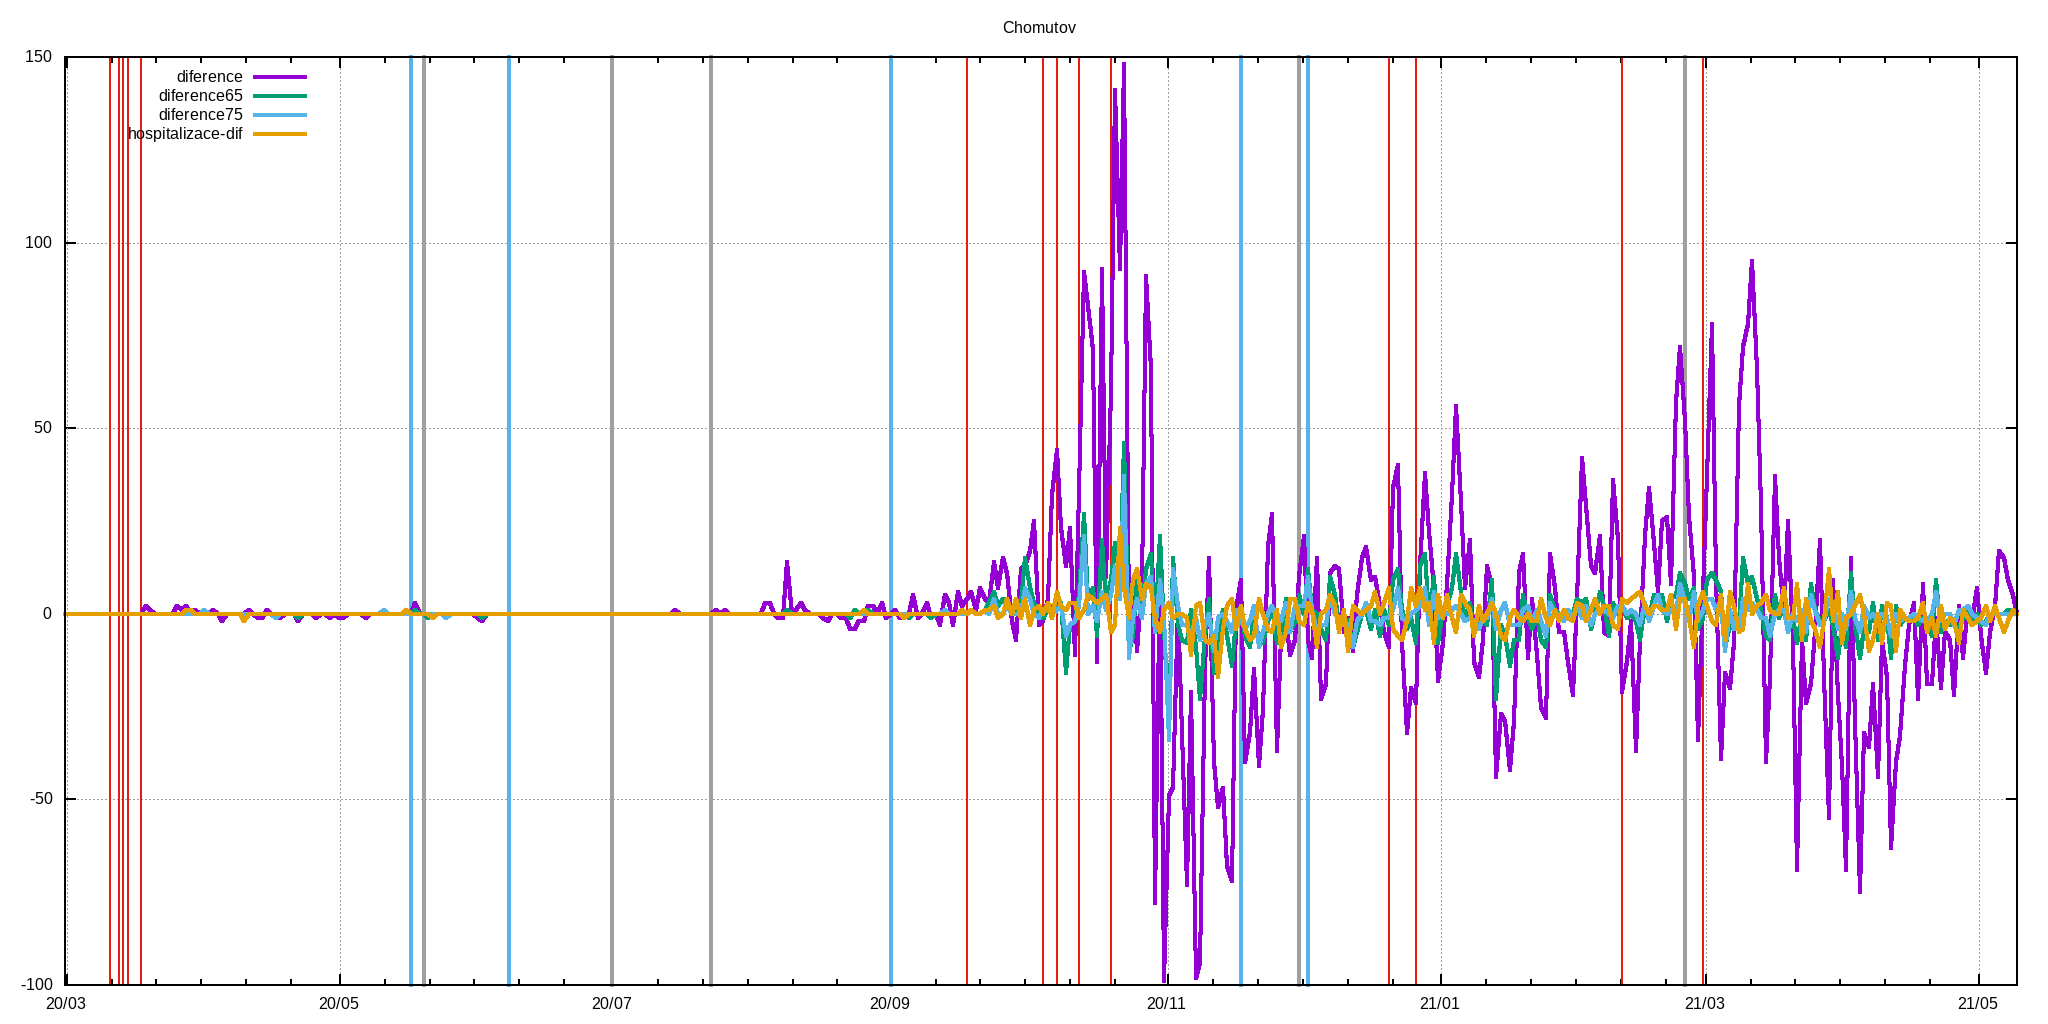 Chomutov
150
diference
diference65
diference75
hospitalizace-dif
100
50
0
-50
-100
20/03 20/05 20/07 20/09 20/11 21/01 21/03 21/05